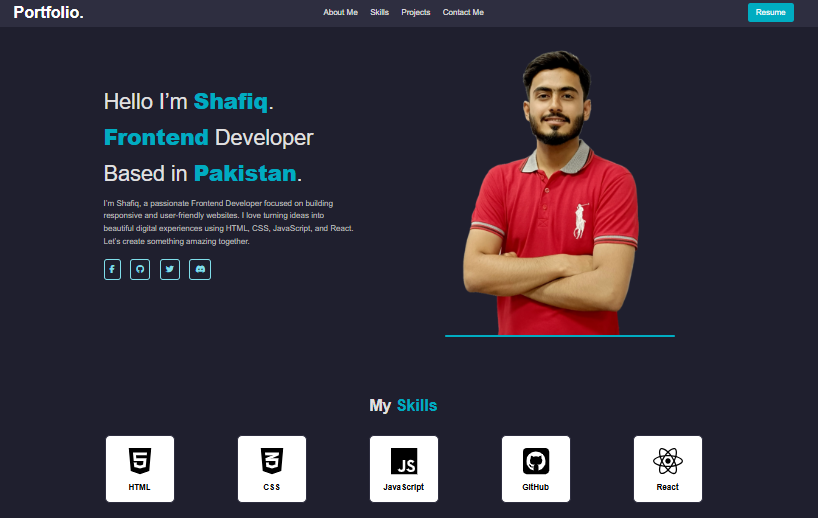 Portfolio.
About Me Skills Projects Contact Me
Resume
Hello I'm Shafiq.
Frontend Developer
Based in Pakistan.
I'm Shafiq, a passionate Frontend Developer focused on building
responsive and user-friendly websites. I love turning ideas into
beautiful digital experiences using HTML, CSS, JavaScript, and React.
Let's create something amazing together.
My Skills
JS
HTML
CSS
JavaScript
GitHub
React